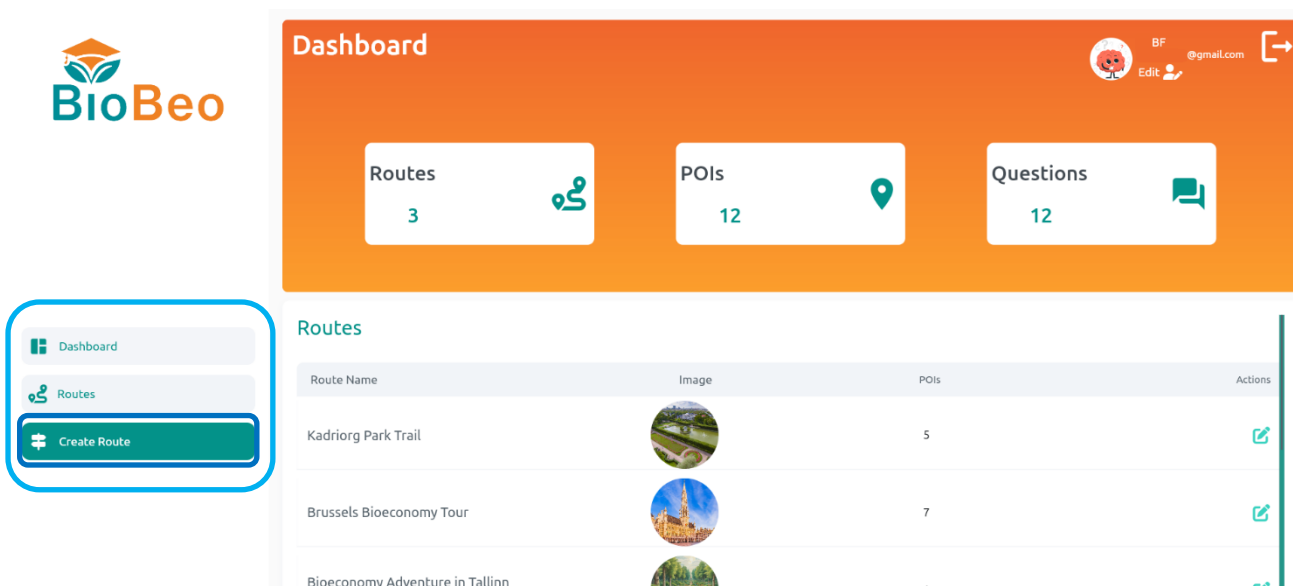 BioBeo
Dashboard
BF
@gmail.com
Edit
Routes
3
POIs
12
Questions
12
Dashboard
Routes
Create Route
Routes
Route Name Image POIs Actions
Kadriorg Park Trail 5
Brussels Bioeconomy Tour 7
Bioeconomy Adventure in Tallinn